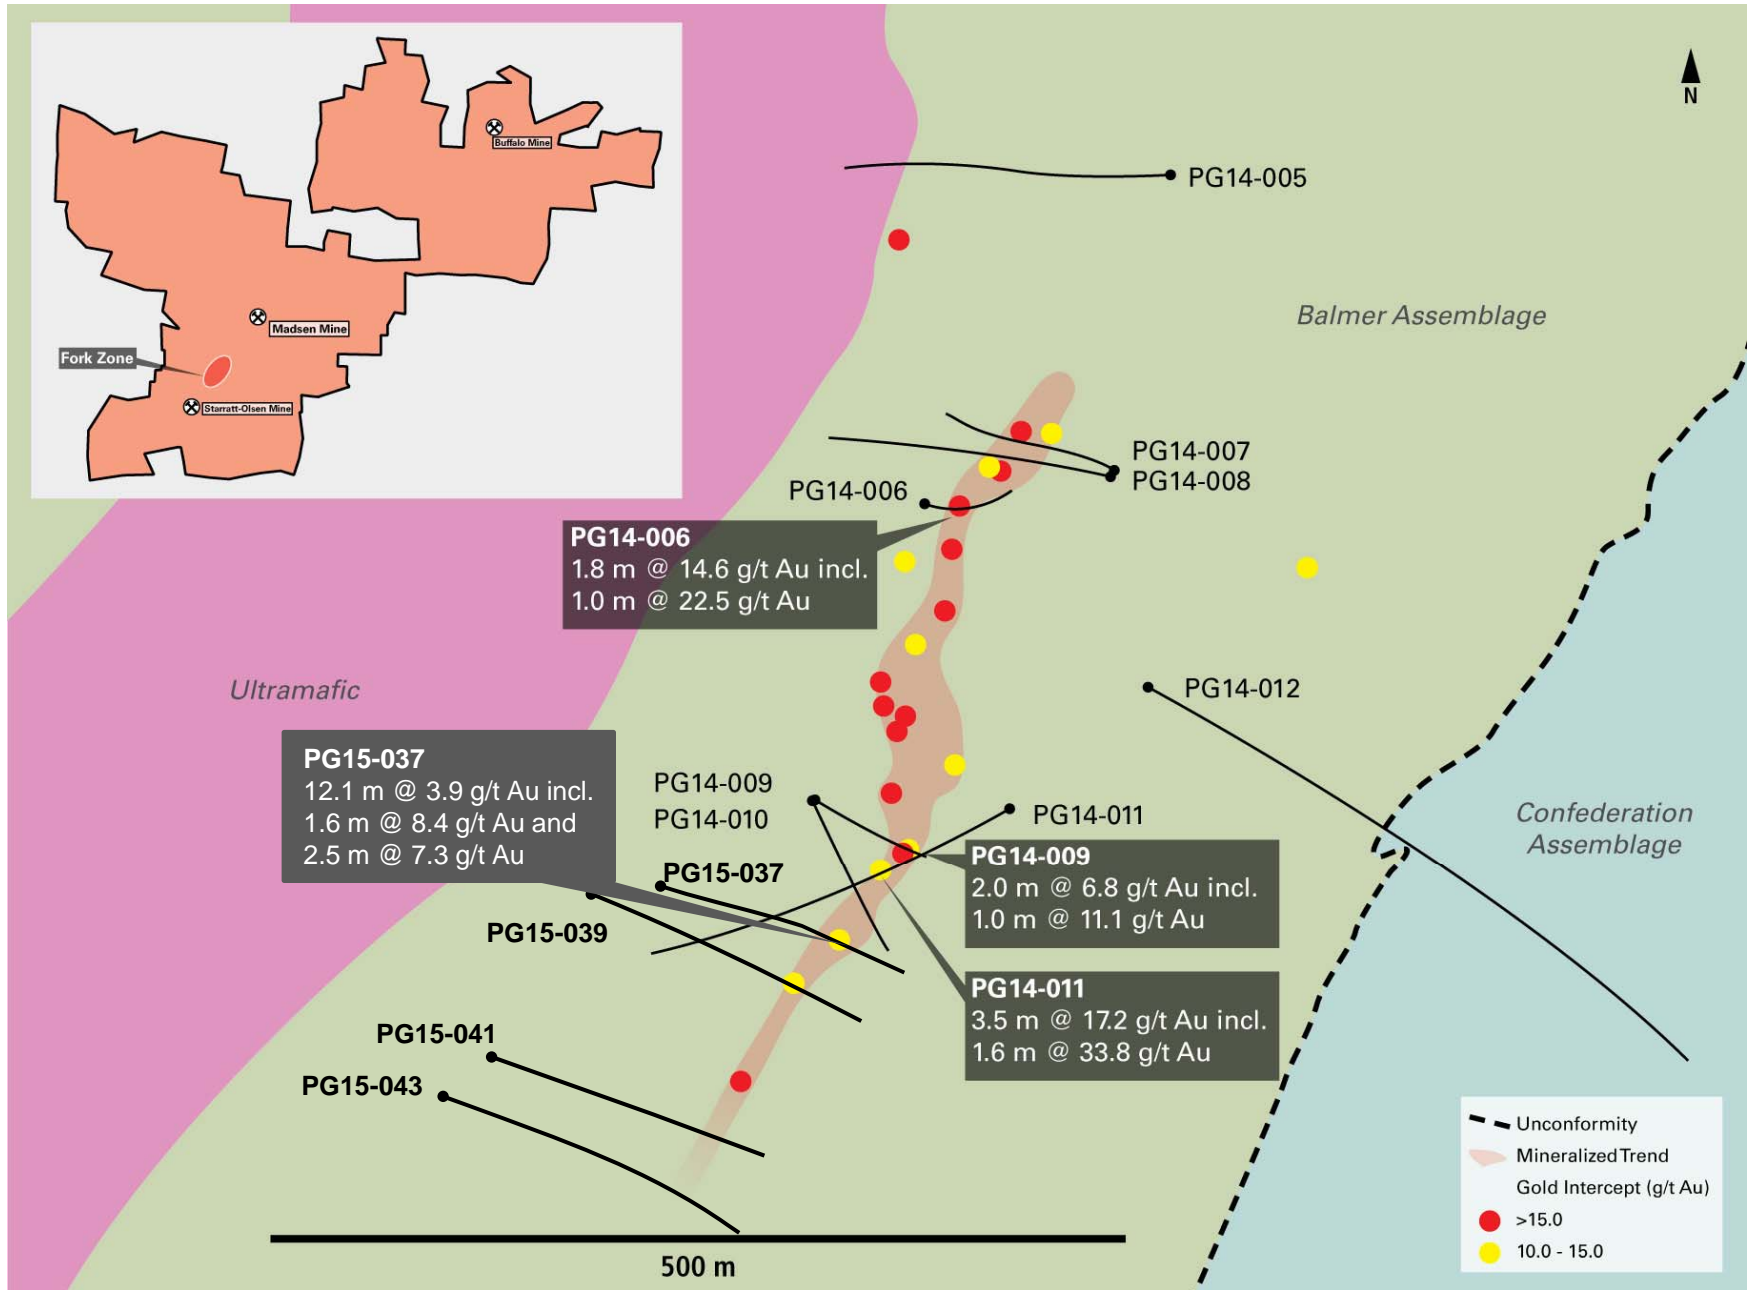 Buffalo Mine
Madsen Mine
Fork Zone
Starratt-Olsen Mine
N
PG14-005
Balmer Assemblage
PG14-007
PG14-008
PG14-006
PG14-006
1.8 m @ 14.6 g/t Au incl.
1.0 m @ 22.5 g/t Au
Ultramafic
PG14-012
PG15-037
12.1 m @ 3.9 g/t Au incl.
1.6 m @ 8.4 g/t Au and
2.5 m @ 7.3 g/t Au
PG14-009
PG14-010
PG14-011
Confederation
Assemblage
PG15-037
PG14-009
2.0 m @ 6.8 g/t Au incl.
1.0 m @ 11.1 g/t Au
PG15-039
PG14-011
3.5 m @ 17.2 g/t Au incl.
1.6 m @ 33.8 g/t Au
PG15-041
PG15-043
500 m
Unconformity
Mineralized Trend
Gold Intercept (g/t Au)
>15.0
10.0 - 15.0